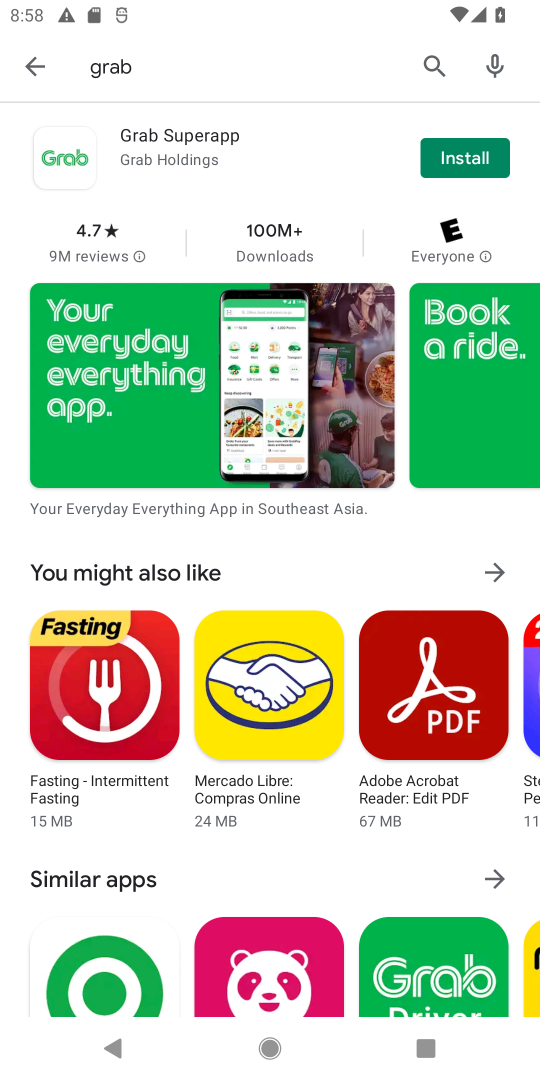 8:58
grab
Grab
Grab Superapp
Grab Holdings
Install
4.7★
9M reviews
100M+
Downloads
E
Everyone
Your
everyday
everything
app.
Book
a ride.
Your Everyday Everything App in Southeast Asia.
You might also like
Fasting
PDF
Fasting - Intermittent
Fasting
15 MB
Mercado Libre:
Compras Online
24 MB
Adobe Acrobat
Reader: Edit PDF
67 MB
Similar apps
Grab
Driver